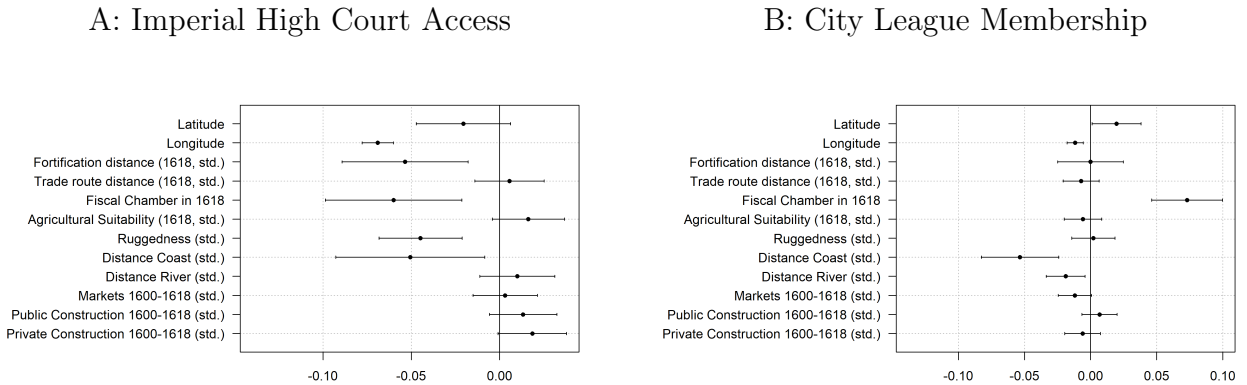 A: Imperial High Court Access
Latitude
Longitude
Fortification distance (1618, std.)
Trade route distance (1618, std.)
Fiscal Chamber in 1618
Agricultural Suitability (1618, std.)
Ruggedness (std.)
Distance Coast (std.)
Distance River (std.)
Markets 1600-1618 (std.)
Public Construction 1600-1618 (std.)
Private Construction 1600-1618 (std.)
-0.10 -0.05 0.00
B: City League Membership
Latitude
Longitude
Fortification distance (1618, std.)
Trade route distance (1618, std.)
Fiscal Chamber in 1618
Agricultural Suitability (1618, std.)
Ruggedness (std.)
Distance Coast (std.)
Distance River (std.)
Markets 1600-1618 (std.)
Public Construction 1600-1618 (std.)
Private Construction 1600-1618 (std.)
-0.10 -0.05 0.00 0.05 0.10